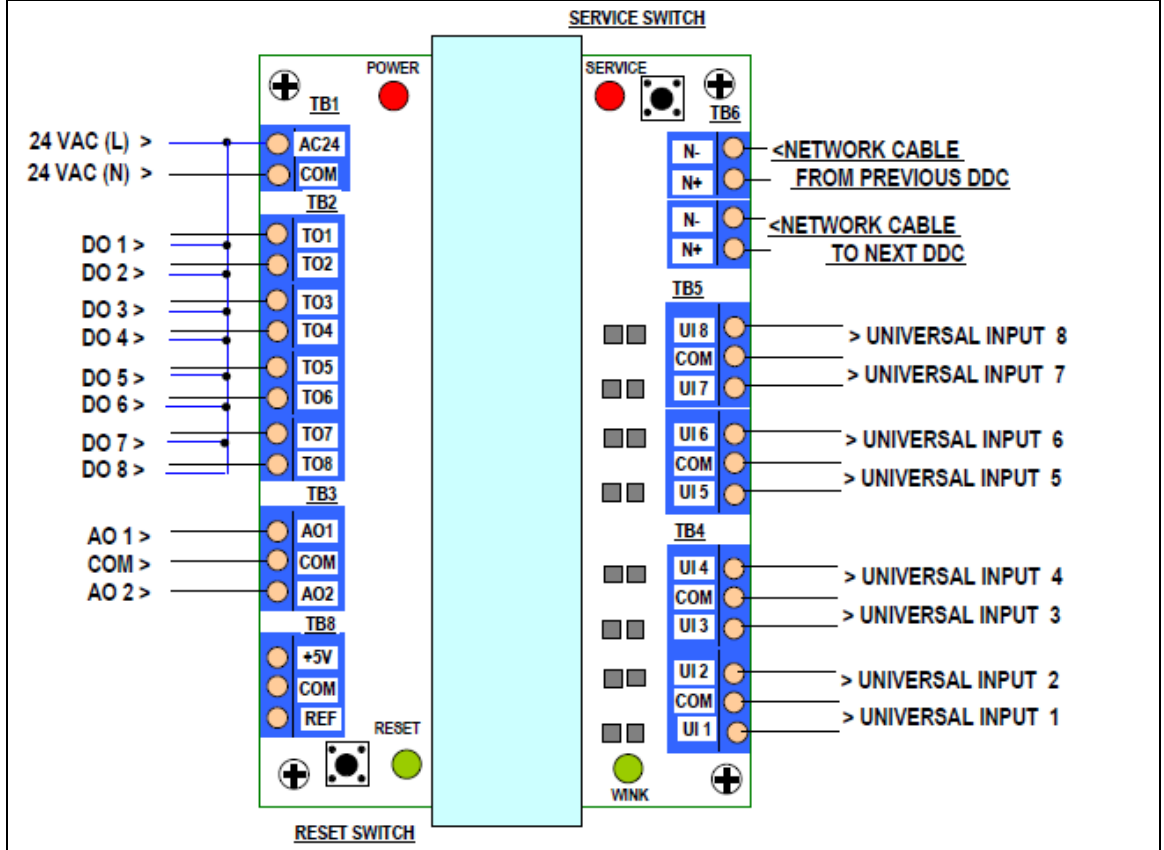 SERVICE SWITCH
POWER
SERVICE
TB1
TB6
24 VAC (L) >
AC24
24 VAC (N) >
COM
TB2
DO 1 >
TO1
DO 2 >
TO2
DO 3 >
TO3
DO 4 >
TO4
DO 5 >
TO5
DO 6 >
TO6
DO 7 >
TO7
DO 8 >
TO8
TB3
AO 1 >
AO1
COM >
COM
AO 2 >
AO2
TB8
+5V
COM
REF
RESET
RESET SWITCH
N-
<NETWORK CABLE
N+
FROM PREVIOUS DDC
N-
<NETWORK CABLE
N+
TO NEXT DDC
TB5
UI 8
> UNIVERSAL INPUT 8
COM
> UNIVERSAL INPUT 7
UI 7
UI 6
> UNIVERSAL INPUT 6
COM
> UNIVERSAL INPUT 5
UI 5
TB4
UI 4
> UNIVERSAL INPUT 4
COM
> UNIVERSAL INPUT 3
UI 3
UI 2
> UNIVERSAL INPUT 2
COM
> UNIVERSAL INPUT 1
UI 1
WINK